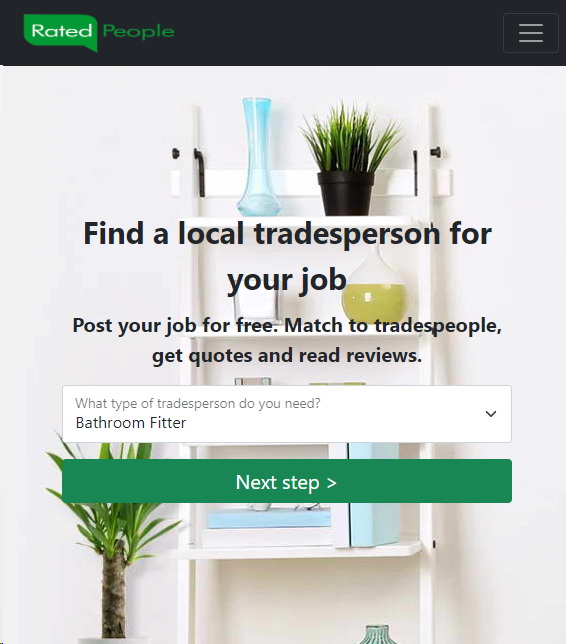 Rated People
Find a local tradesperson for
your job
Post your job for free. Match to tradespeople,
get quotes and read reviews.
What type of tradesperson do you need?
Bathroom Fitter
Next step >